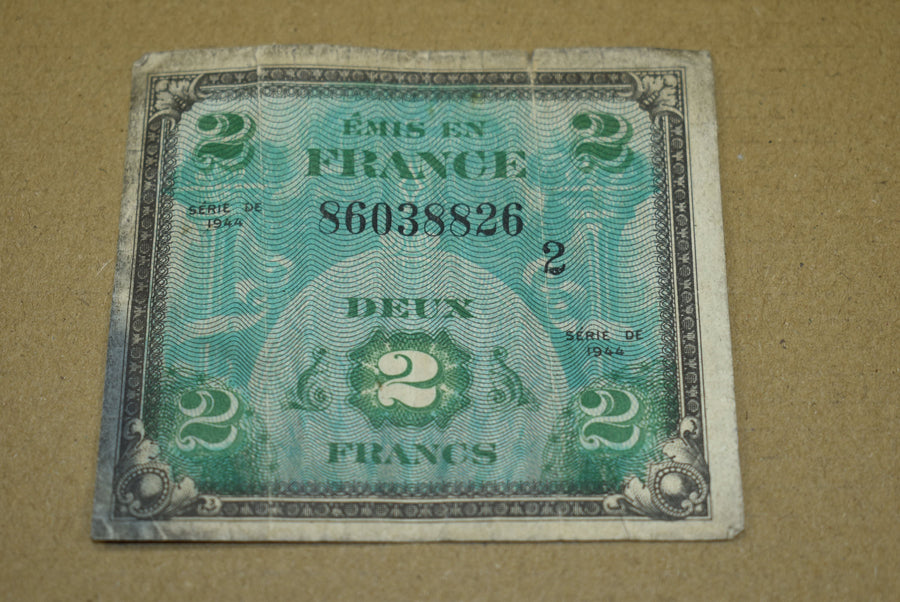 2 ÉMIS EN 2
FRANCE
SÉRIE DE
1944
86038826
2
DEUX
SÉRIE DE
1944
2
2 2
FRANCS